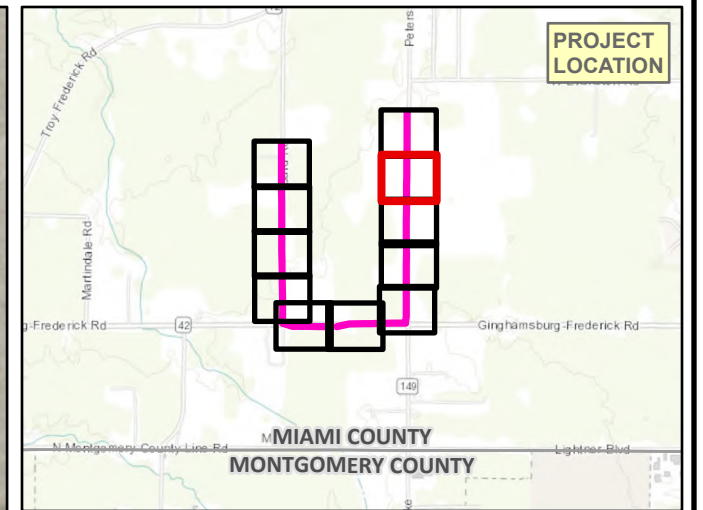 PROJECT
LOCATION
Troy-Frederick Rd
Peters
Martindale-Rd
g-Frederick Rd
42
Ginghamsburg-Frederick Rd
149
MIAMI COUNTY
N Montgomery County Line Rd
Lightner Blvd
MONTGOMERY COUNTY